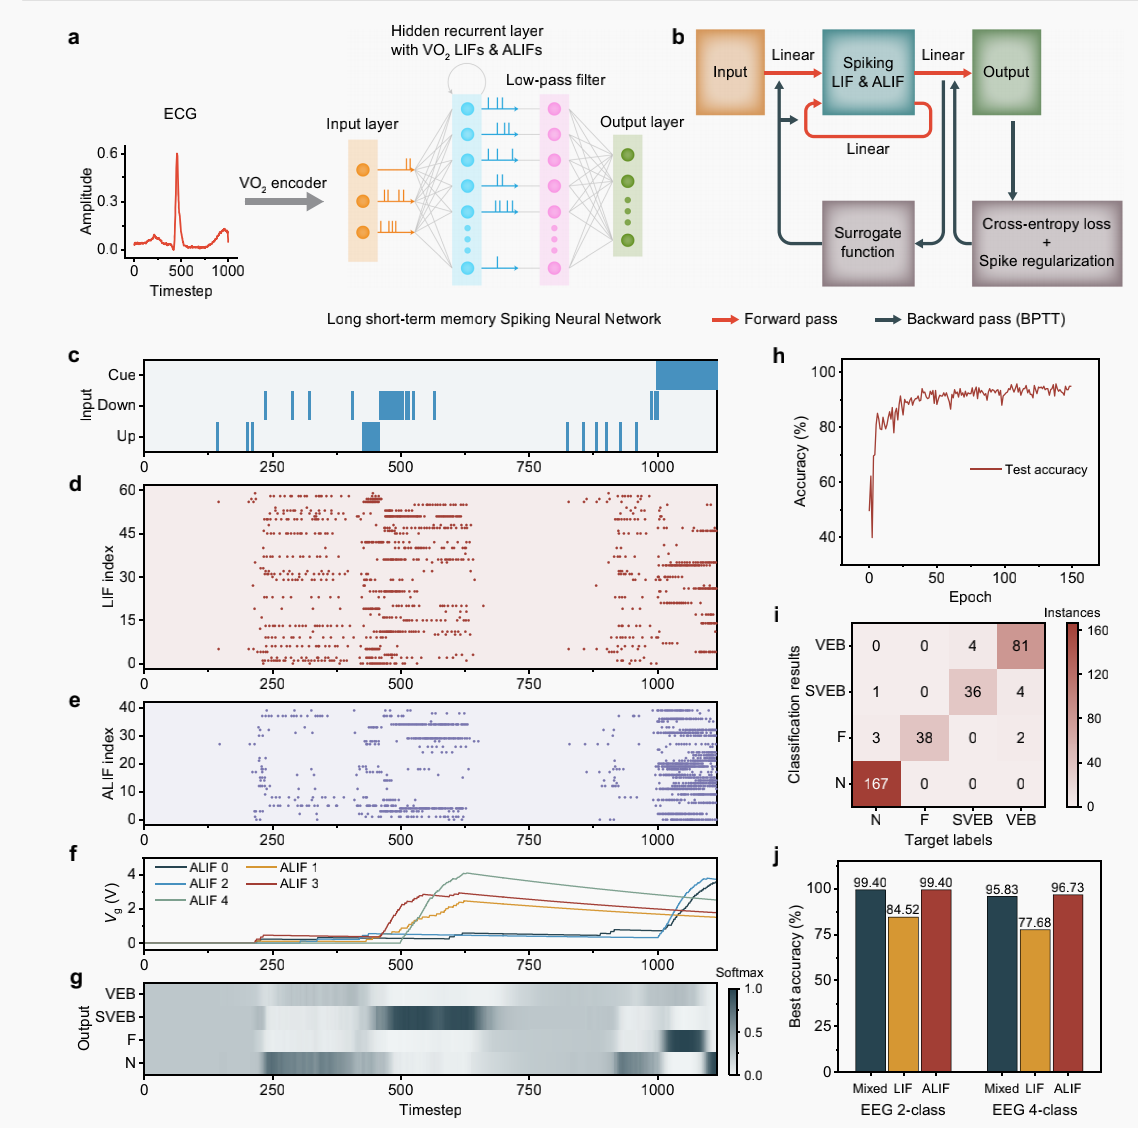 a
Hidden recurrent layer
with VO2 LIFs & ALIFs
Low-pass filter
Input layer
Output layer
ECG
0.6
0.3
0.0
Amplitude
0 500 1000
Timestep
VO2 encoder
b
Input
Linear
Spiking
LIF & ALIF
Linear
Output
Linear
Surrogate
function
Cross-entropy loss
+
Spike regularization
Long short-term memory Spiking Neural Network
Forward pass
Backward pass (BPTT)
c
Input
Cue
Down
Up
0 250 500 750 1000
d
LIF index
60
45
30
15
0
0 250 500 750 1000
e
ALIF index
40
30
20
10
0
0 250 500 750 1000
f
Vg (V)
4
2
0
ALIF 0 ALIF 1
ALIF 2 ALIF 3
ALIF 4
0 250 500 750 1000
g
Output
VEB
SVEB
F
N
0 250 500 750 1000
Timestep
Softmax
1.0
0.5
0.0
h
Accuracy (%)
100
80
60
40
Test accuracy
0 50 100 150
Epoch
i
Classification results
VEB 0 0 4 81
SVEB 1 0 36 4
F 3 38 0 2
N 167 0 0 0
N F SVEB VEB
Target labels
Instances
160
120
80
40
0
j
Best accuracy (%)
100
75
50
25
0
99.40 84.52 99.40 95.83 77.68 96.73
Mixed LIF ALIF Mixed LIF ALIF
EEG 2-class EEG 4-class